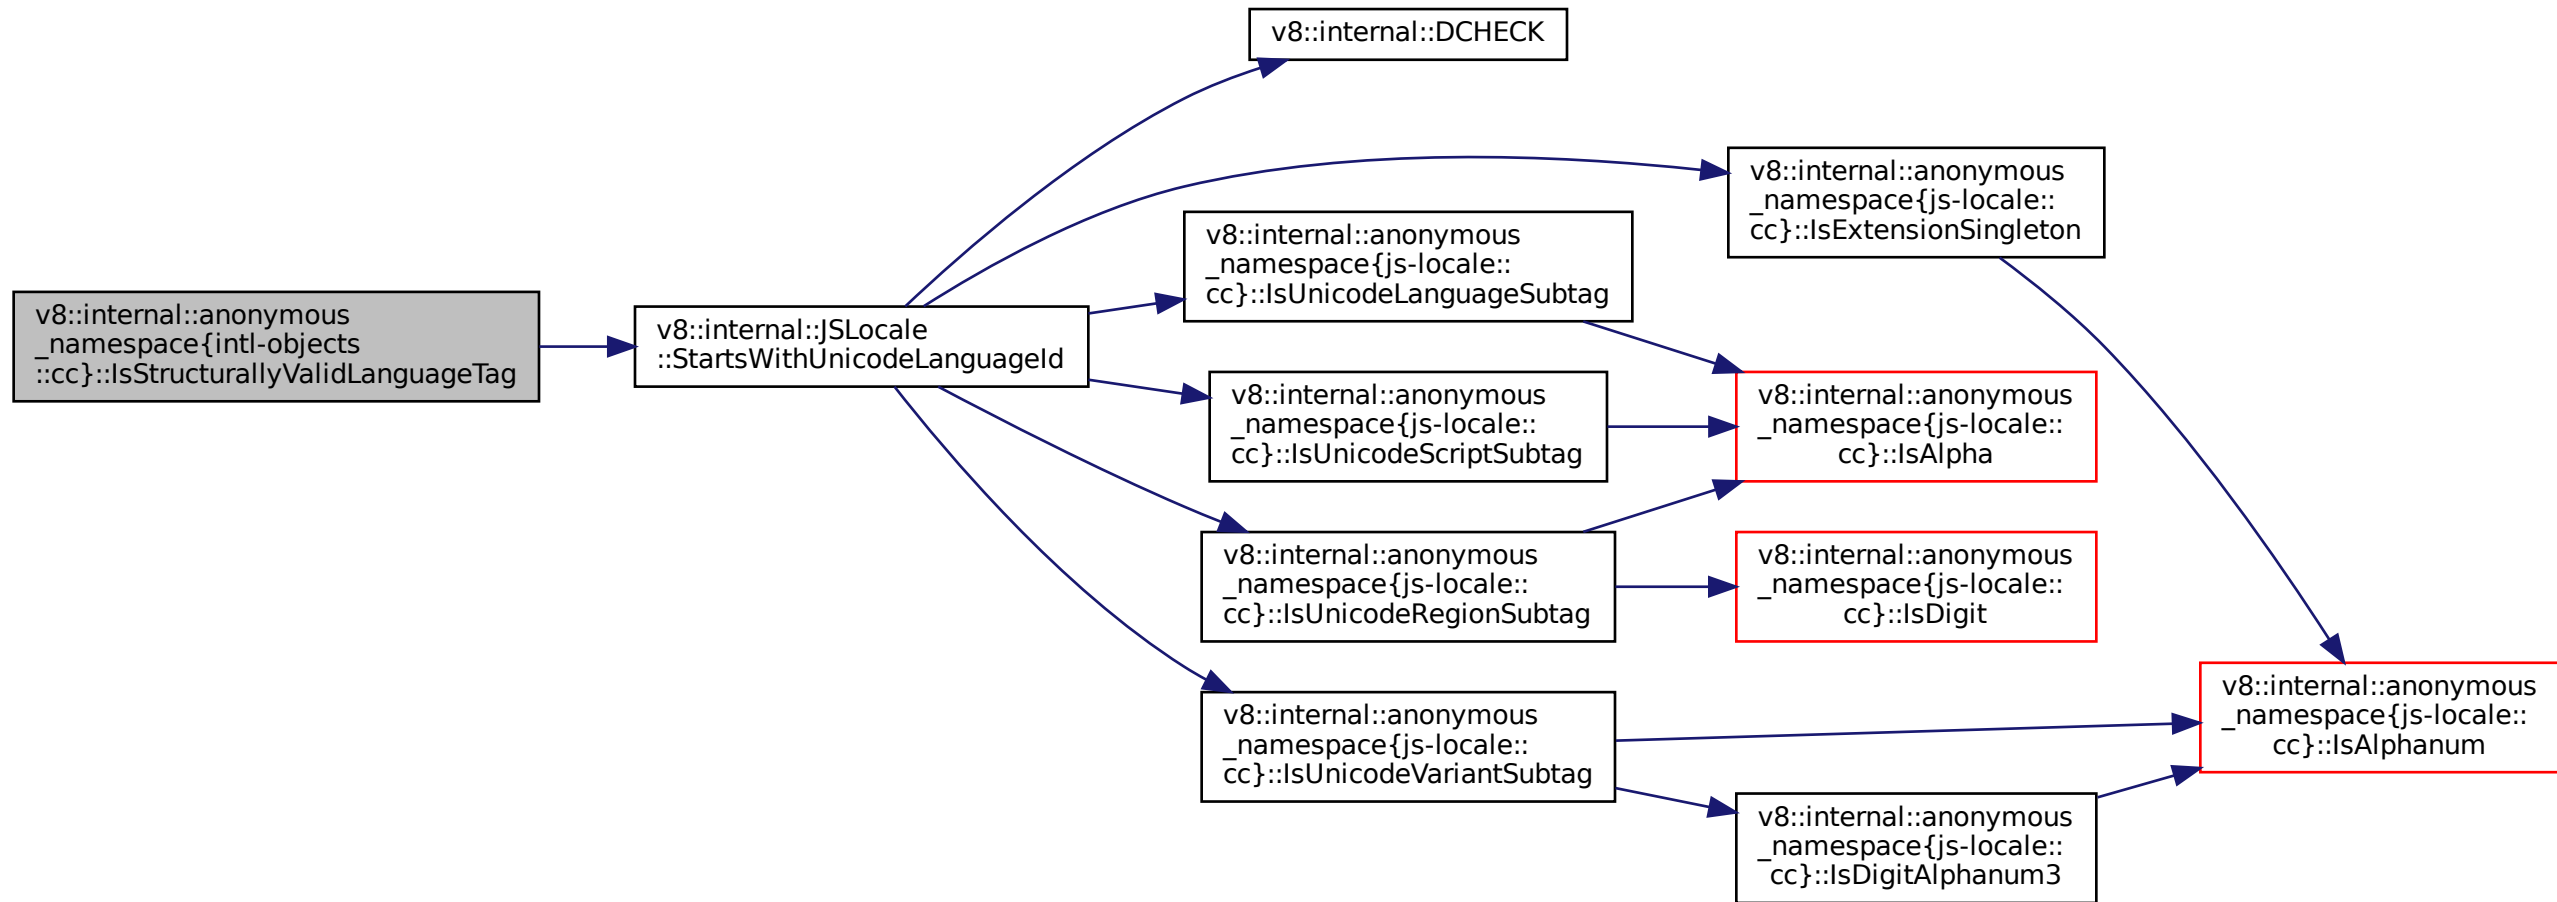 v8::internal::DCHECK
v8::internal::anonymous
_namespace{js-locale::
cc}::IsExtensionSingleton
v8::internal::anonymous
_namespace{js-locale::
cc}::IsUnicodeLanguageSubtag
v8::internal::anonymous
_namespace{intl-objects
::cc}::IsStructurallyValidLanguageTag
v8::internal::JSLocale
::StartsWithUnicodeLanguageId
v8::internal::anonymous
_namespace{js-locale::
cc}::IsUnicodeScriptSubtag
v8::internal::anonymous
_namespace{js-locale::
cc}::IsAlpha
v8::internal::anonymous
_namespace{js-locale::
cc}::IsUnicodeRegionSubtag
v8::internal::anonymous
_namespace{js-locale::
cc}::IsDigit
v8::internal::anonymous
_namespace{js-locale::
cc}::IsUnicodeVariantSubtag
v8::internal::anonymous
_namespace{js-locale::
cc}::IsAlphanum
v8::internal::anonymous
_namespace{js-locale::
cc}::IsDigitAlphanum3